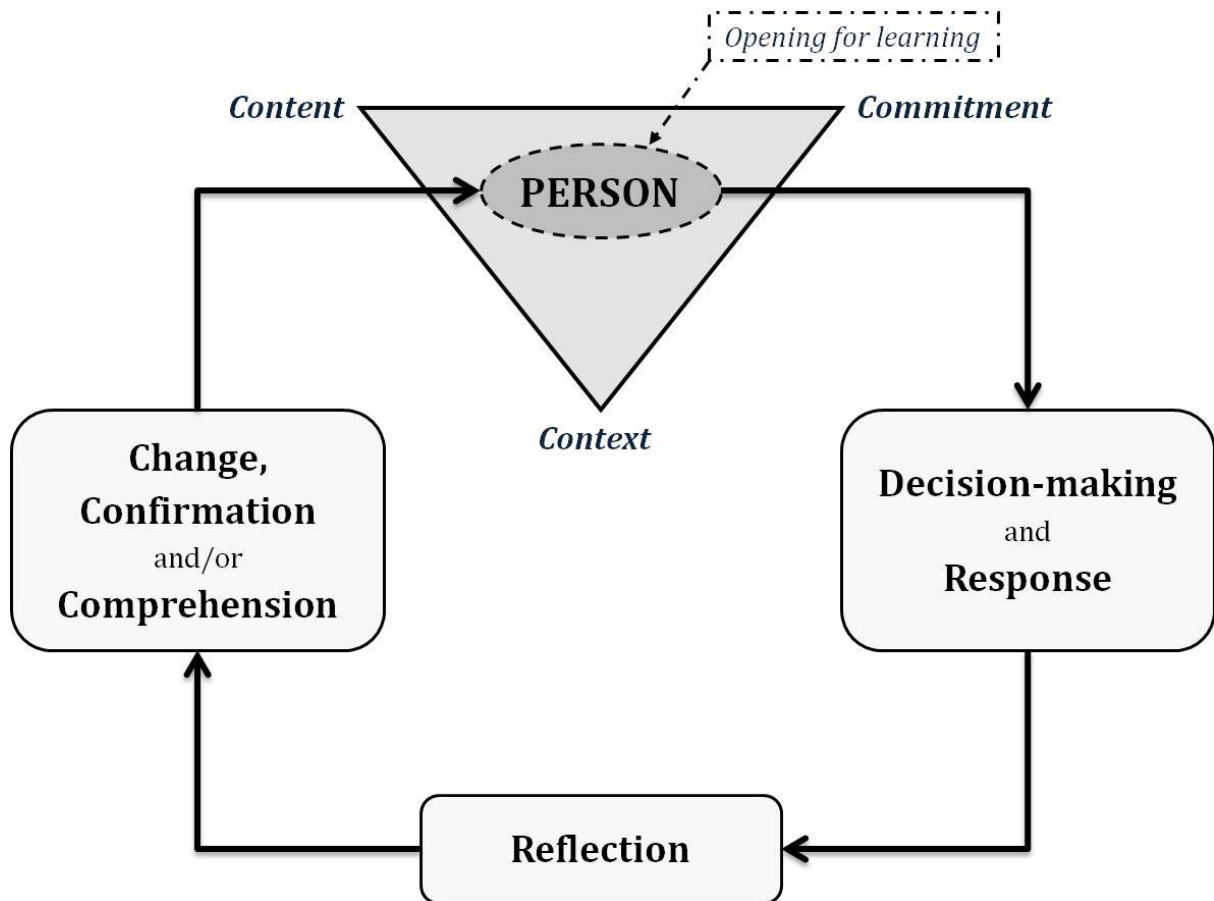 Opening for learning
Content
Commitment
PERSON
Context
Change,
Confirmation
and/or
Comprehension
Decision-making
and
Response
Reflection